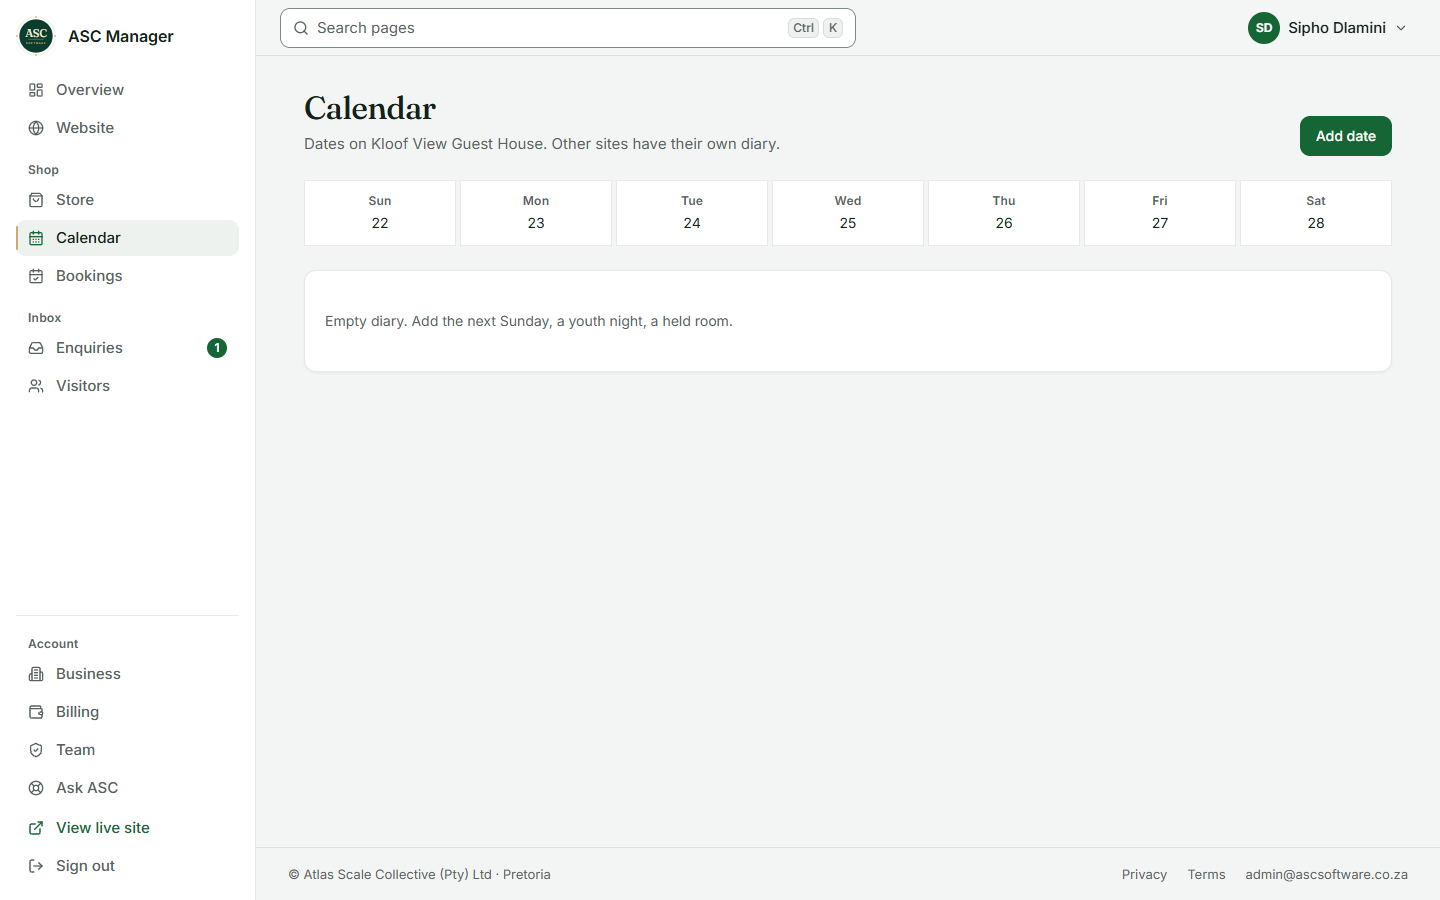 ASC
ASC Manager
Search pages
Ctrl K
SD
Sipho Dlamini
Overview
Website
Shop
Store
Calendar
Bookings
Inbox
Enquiries
1
Visitors
Account
Business
Billing
Team
Ask ASC
View live site
Sign out
Calendar
Dates on Kloof View Guest House. Other sites have their own diary.
Add date
Sun Mon Tue Wed Thu Fri Sat
22 23 24 25 26 27 28
Empty diary. Add the next Sunday, a youth night, a held room.
© Atlas Scale Collective (Pty) Ltd · Pretoria
Privacy Terms admin@ascsoftware.co.za